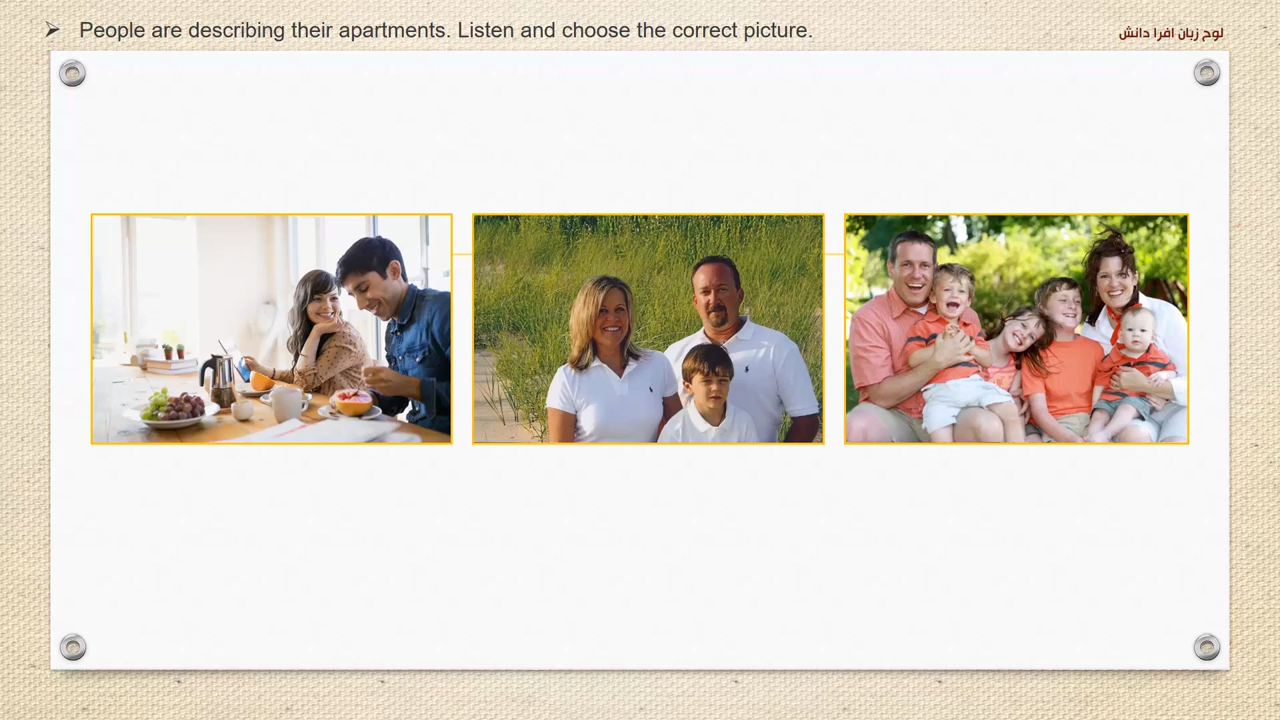 People are describing their apartments. Listen and choose the correct picture.
لوح زبان افرا دانش